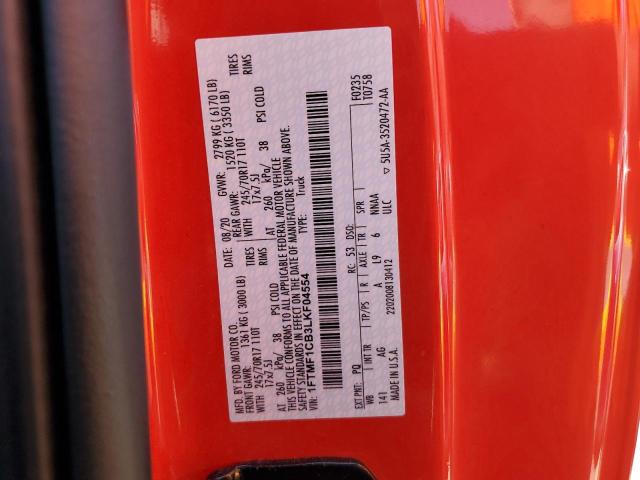 MFD. BY FORD MOTOR CO.
DATE: 08/20 GVWR: 2799 KG ( 6170 LB)
FRONT GAWR: 1361 KG ( 3000 LB) REAR GAWR: 1520 KG ( 3350 LB)
WITH 245/70R17 110T TIRES WITH 245/70R17 110T TIRES
17x7.5J RIMS 17x7.5J RIMS
AT 260 kPa/ 38 PSI COLD AT 260 kPa/ 38 PSI COLD
THIS VEHICLE CONFORMS TO ALL APPLICABLE FEDERAL MOTOR VEHICLE
SAFETY STANDARDS IN EFFECT ON THE DATE OF MANUFACTURE SHOWN ABOVE.
VIN: 1FTMF1CB3LKF04554 TYPE: Truck
F0235
T0758
EXT PNT: PQ RC: 53 DSO:
WB INT TR TP/PS R AXLE TR SPR
141 AG A L9 6 NNAA
MADE IN U.S.A. 2202008130412 ULC
▽ 5U5A-3520472-AA